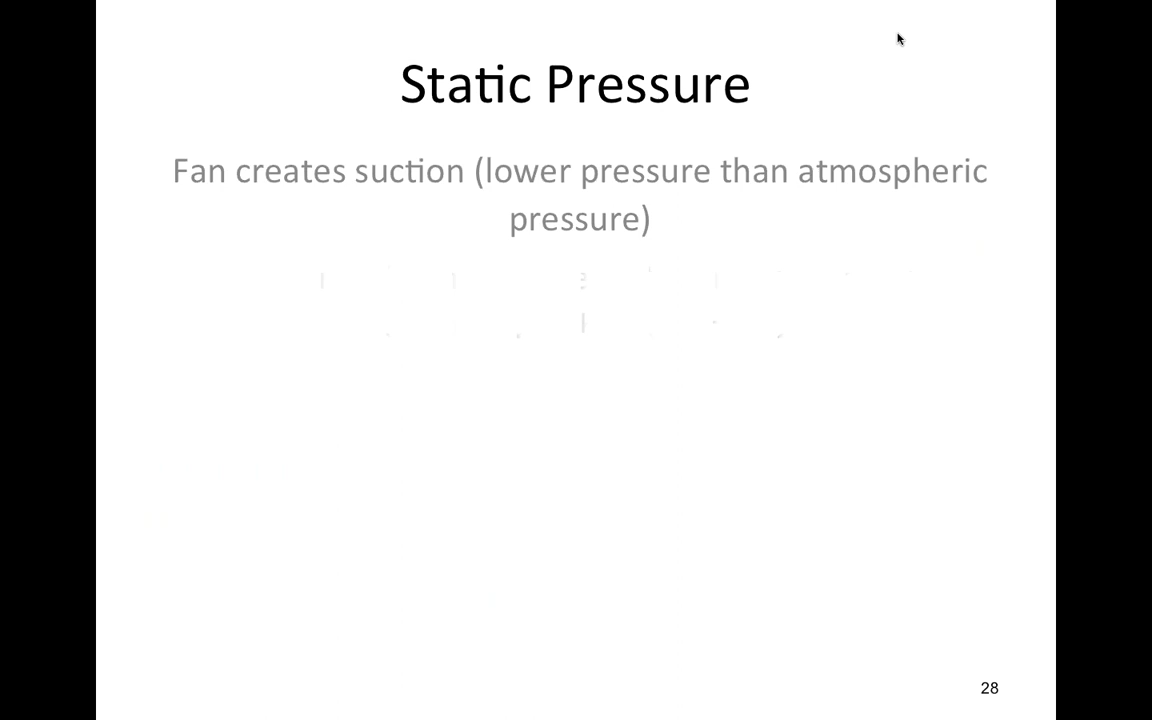 Static Pressure
Fan creates suction (lower pressure than atmospheric
pressure)
28